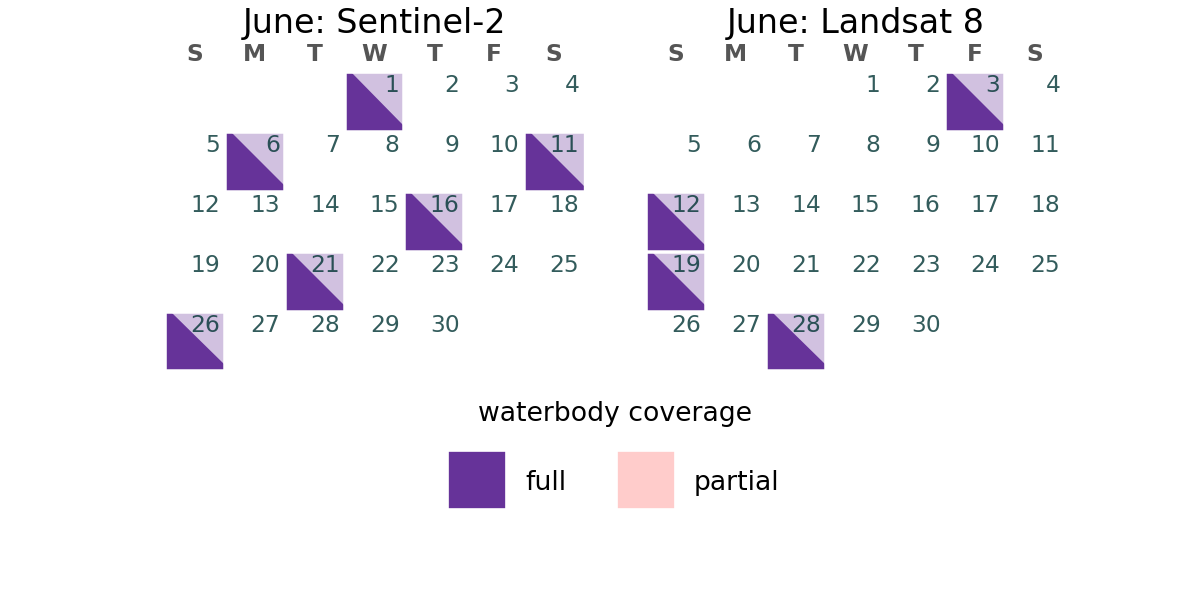 June: Sentinel-2
S M T W T F S
1 2 3 4
5 6 7 8 9 10 11
12 13 14 15 16 17 18
19 20 21 22 23 24 25
26 27 28 29 30
June: Landsat 8
S M T W T F S
1 2 3 4
5 6 7 8 9 10 11
12 13 14 15 16 17 18
19 20 21 22 23 24 25
26 27 28 29 30
waterbody coverage
full partial